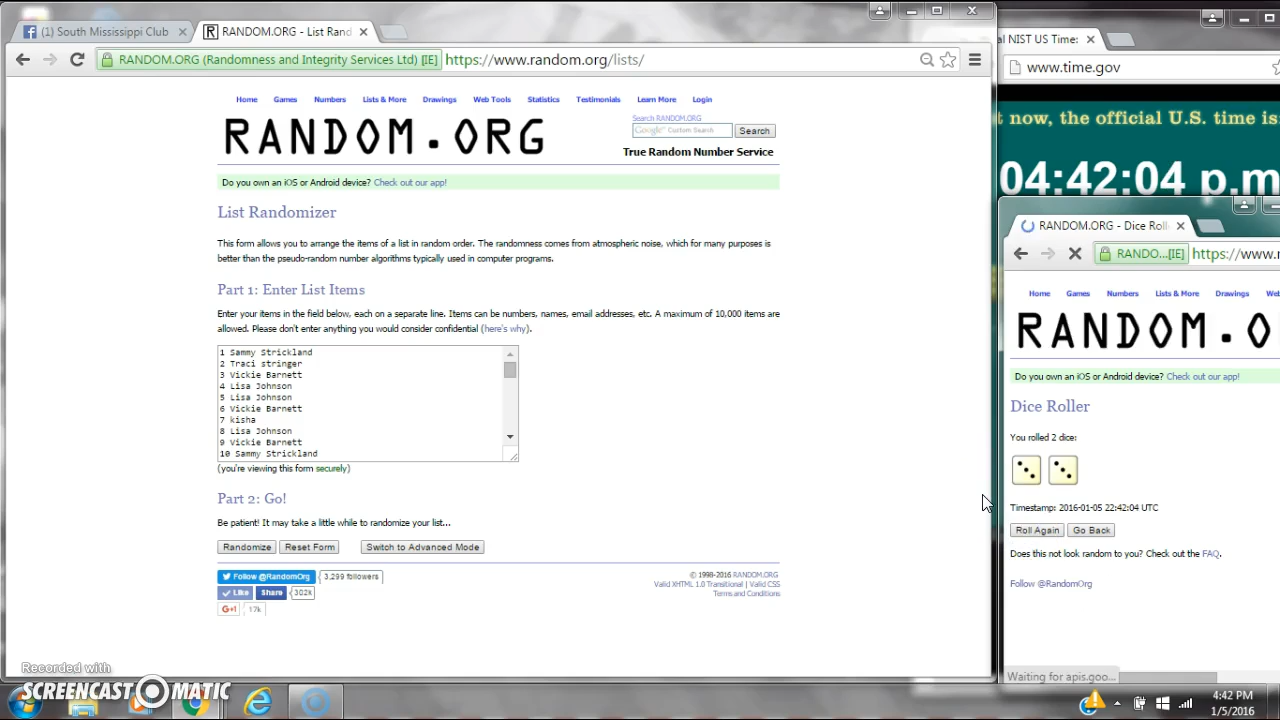 (1) South Mississippi Club
RANDOM.ORG - List Rand
RANDOM.ORG (Randomness and Integrity Services Ltd) [IE]
https://www.random.org/lists/
Home Games Numbers Lists & More Drawings Web Tools Statistics Testimonials Learn More Login
RANDOM.ORG
Search RANDOM.ORG
Google Custom Search Search
True Random Number Service
Do you own an iOS or Android device? Check out our app!
List Randomizer
This form allows you to arrange the items of a list in random order. The randomness comes from atmospheric noise, which for many purposes is
better than the pseudo-random number algorithms typically used in computer programs.
Part 1: Enter List Items
Enter your items in the field below, each on a separate line. Items can be numbers, names, email addresses, etc. A maximum of 10,000 items are
allowed. Please don't enter anything you would consider confidential (here's why).
1 Sammy Strickland
2 Traci stringer
3 Vickie Barnett
4 Lisa Johnson
5 Lisa Johnson
6 Vickie Barnett
7 kisha
8 Lisa Johnson
9 Vickie Barnett
10 Sammy Strickland
(you're viewing this form securely)
Part 2: Go!
Be patient! It may take a little while to randomize your list...
Randomize Reset Form Switch to Advanced Mode
Follow @RandomOrg 3,299 followers
Like Share 302k
G+1 17k
© 1998-2016 RANDOM.ORG
Valid XHTML 1.0 Transitional | Valid CSS
Terms and Conditions
al NIST US Time:
www.time.gov
t now, the official U.S. time is:
04:42:04 p.m
RANDOM.ORG - Dice Roll
RANDO...[IE] https://www.r
Home Games Numbers Lists & More Drawings Web
RANDOM.O
Do you own an iOS or Android device? Check out our app!
Dice Roller
You rolled 2 dice:
Timestamp: 2016-01-05 22:42:04 UTC
Roll Again Go Back
Does this not look random to you? Check out the FAQ.
Follow @RandomOrg
Waiting for apis.goo...
Recorded with
SCREENCAST-O-MATIC
4:42 PM
1/5/2016